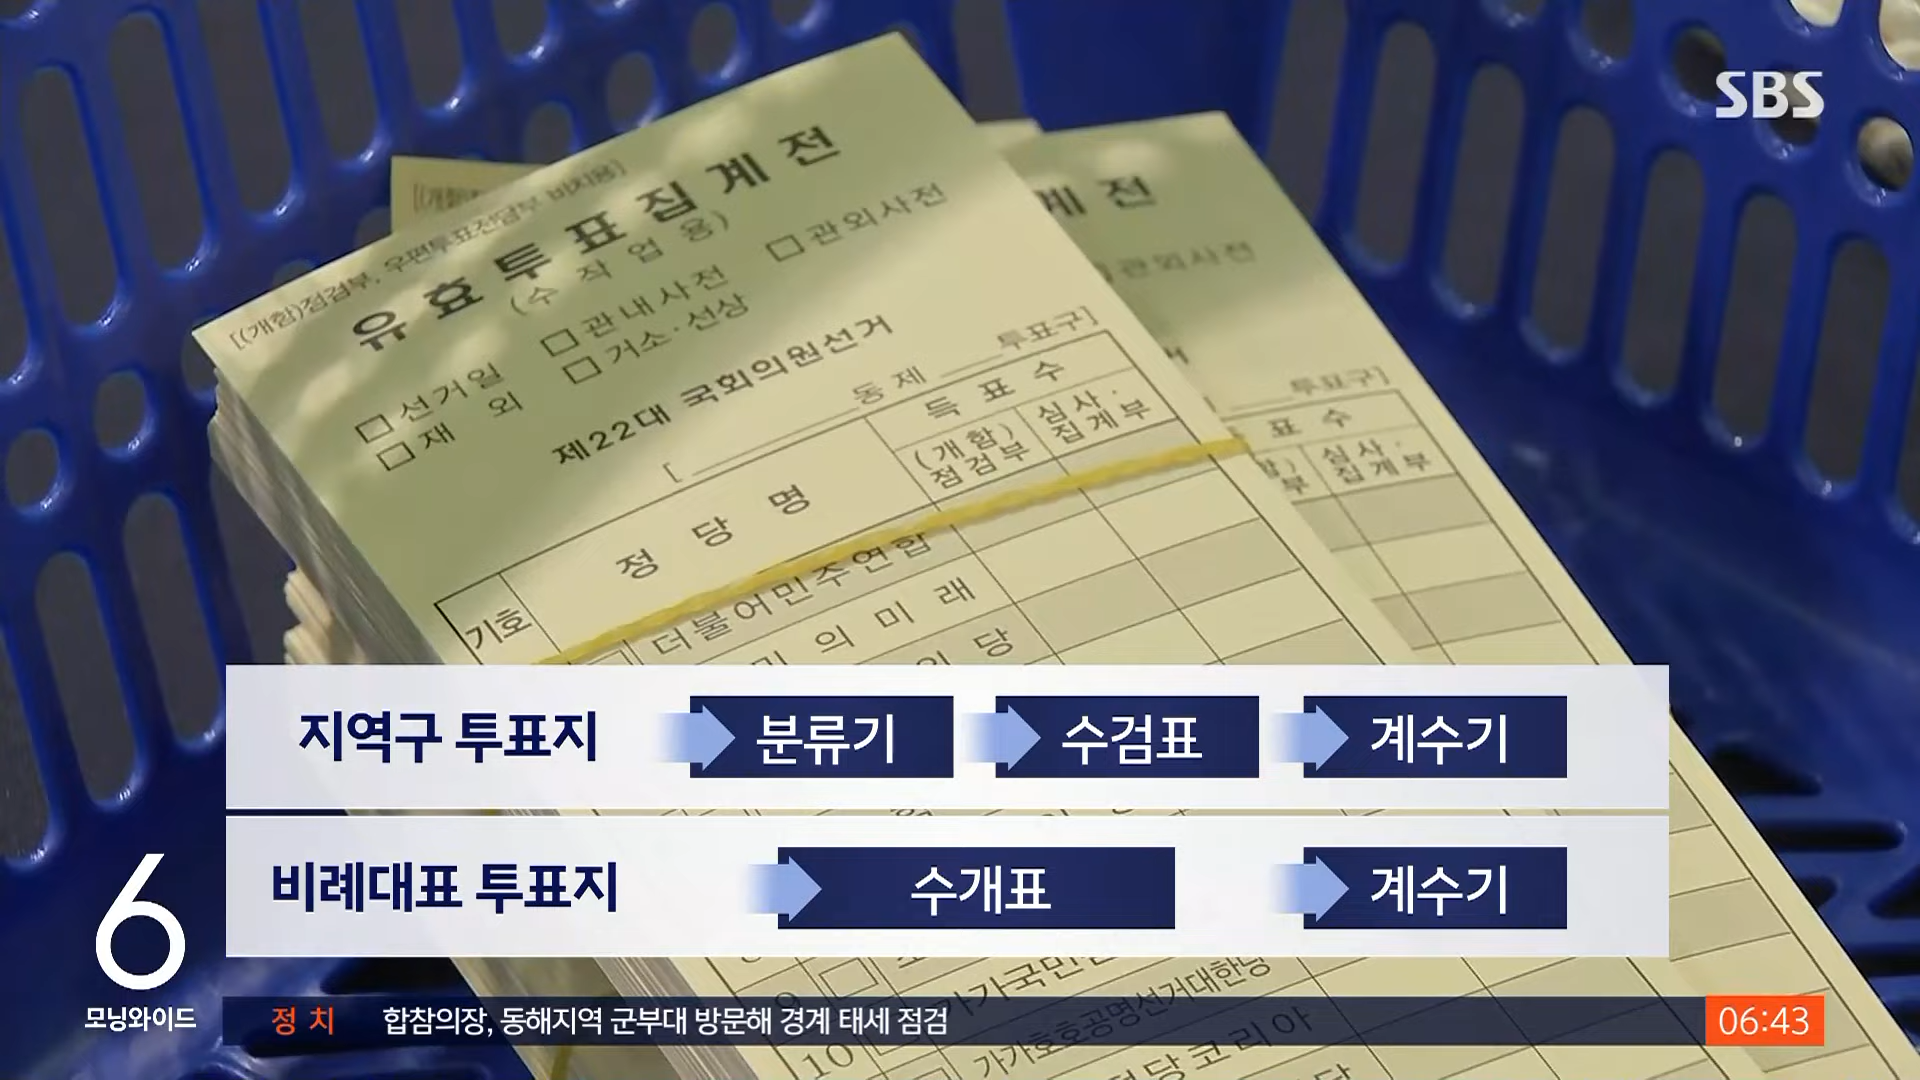 SBS
[(개함)점검부, 우편투표전담부 비치용]
유효투표집계전
(수작업용)
□선거일 □관내사전 □관외사전
□재 외 □거소·선상
제22대 국회의원선거
[ 동 제 투표구]
기호 정당명 득표수
(개함)점검부 심사·집계부
더불어민주연합
의미래
계전
관외사전
투표구]
표수
심사·
집계부
지역구 투표지 분류기 수검표 계수기
비례대표 투표지 수개표 계수기
9
가가국민
10 가가호호공명선거대한당
당코리아
6
모닝와이드
정치 합참의장, 동해지역 군부대 방문해 경계 태세 점검
06:43